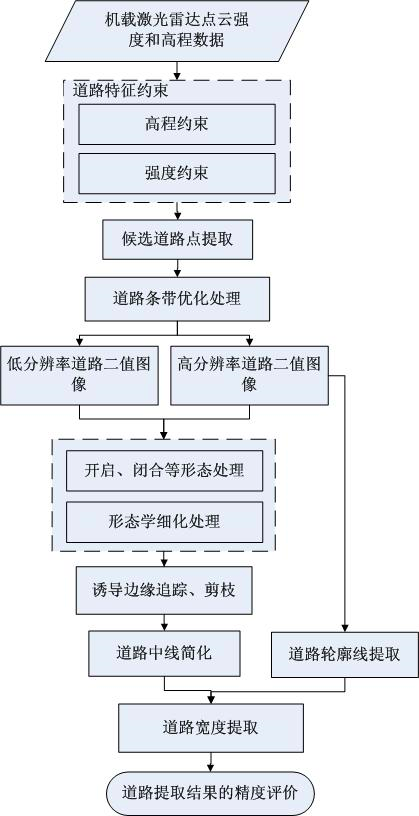 机载激光雷达点云强
度和高程数据
道路特征约束
高程约束
强度约束
候选道路点提取
道路条带优化处理
低分辨率道路二值图
像
高分辨率道路二值图
像
开启、闭合等形态处理
形态学细化处理
诱导边缘追踪、剪枝
道路中线简化
道路轮廓线提取
道路宽度提取
道路提取结果的精度评价